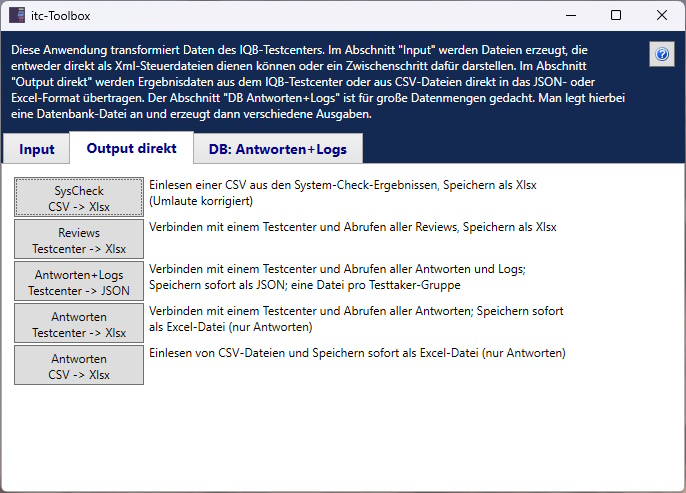 itc-Toolbox
Diese Anwendung transformiert Daten des IQB-Testcenters. Im Abschnitt "Input" werden Dateien erzeugt, die
entweder direkt als Xml-Steuerdateien dienen können oder ein Zwischenschritt dafür darstellen. Im Abschnitt
"Output direkt" werden Ergebnisdaten aus dem IQB-Testcenter oder aus CSV-Dateien direkt in das JSON- oder
Excel-Format übertragen. Der Abschnitt "DB Antworten+Logs" ist für große Datenmengen gedacht. Man legt hierbei
eine Datenbank-Datei an und erzeugt dann verschiedene Ausgaben.
?
Input
Output direkt
DB: Antworten+Logs
SysCheck
CSV -> Xlsx
Einlesen einer CSV aus den System-Check-Ergebnissen, Speichern als Xlsx
(Umlaute korrigiert)
Reviews
Testcenter -> Xlsx
Verbinden mit einem Testcenter und Abrufen aller Reviews, Speichern als Xlsx
Antworten+Logs
Testcenter -> JSON
Verbinden mit einem Testcenter und Abrufen aller Antworten und Logs;
Speichern sofort als JSON; eine Datei pro Testtaker-Gruppe
Antworten
Testcenter -> Xlsx
Verbinden mit einem Testcenter und Abrufen aller Antworten; Speichern sofort
als Excel-Datei (nur Antworten)
Antworten
CSV -> Xlsx
Einlesen von CSV-Dateien und Speichern sofort als Excel-Datei (nur Antworten)